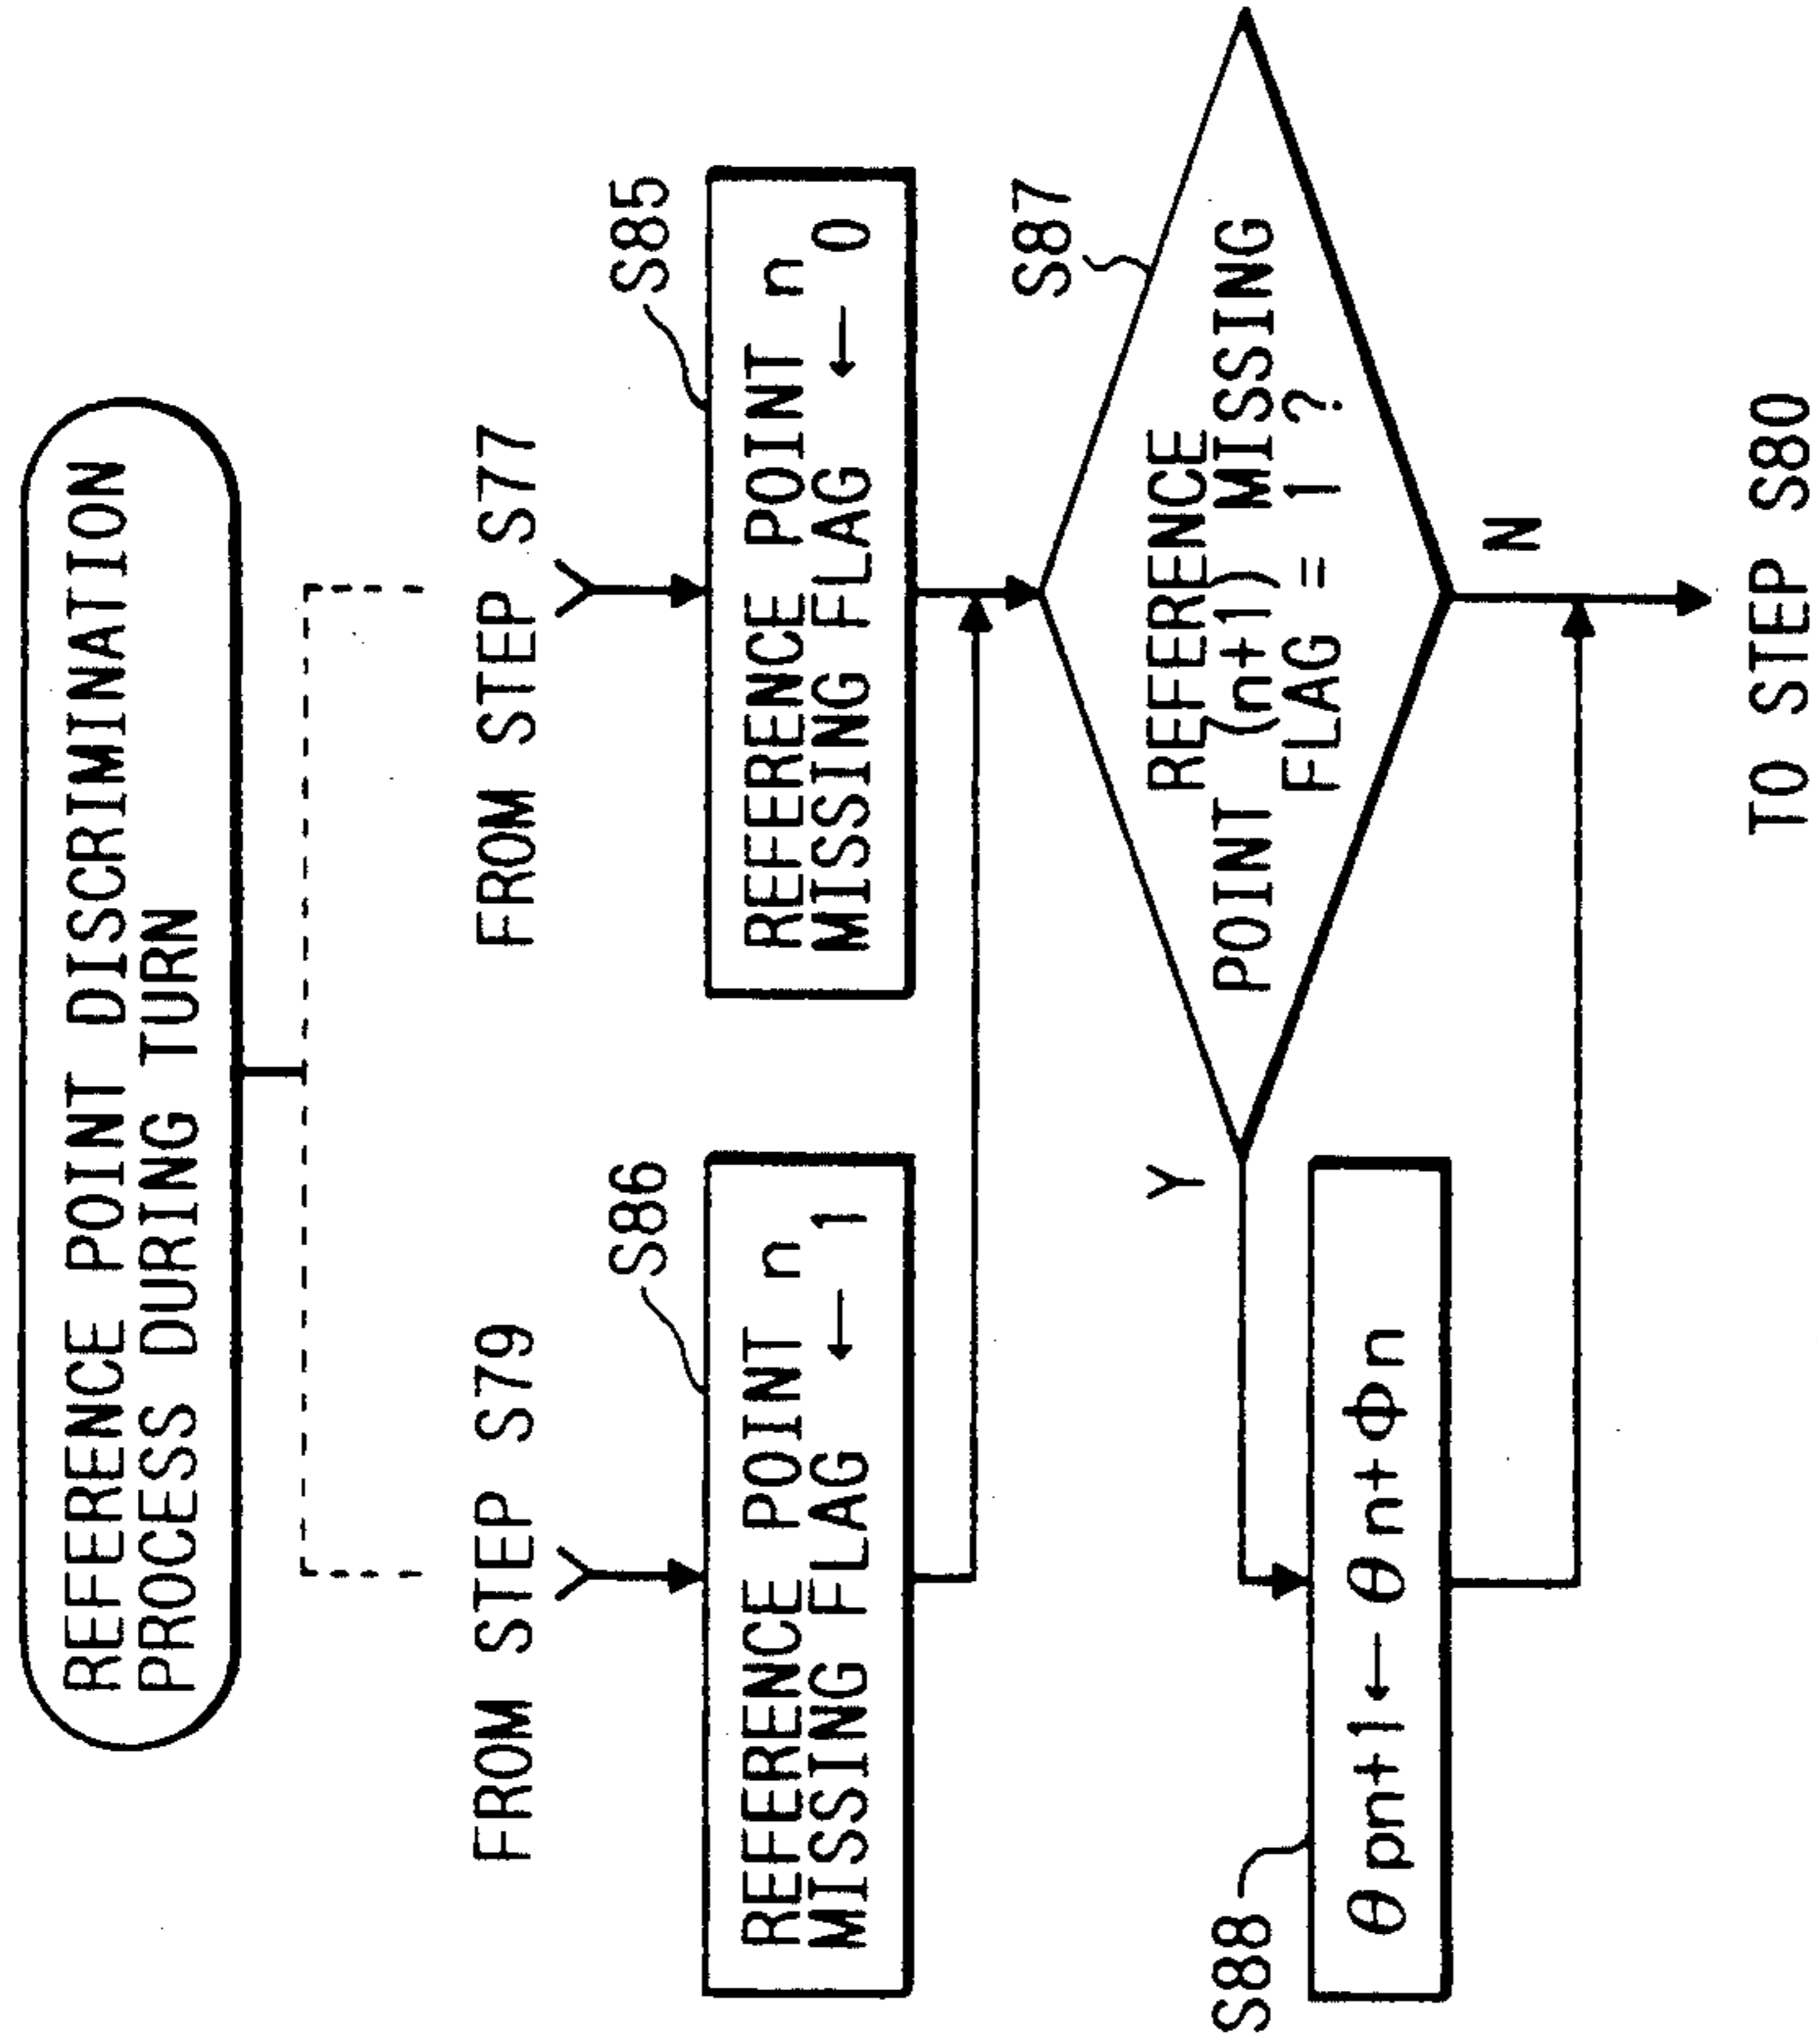 REFERENCE POINT DISCRIMINATION
PROCESS DURING TURN
FROM STEP S79
FROM STEP S77
Y
Y
S86
S85
REFERENCE POINT n
MISSING FLAG ← 1
REFERENCE POINT n
MISSING FLAG ← 0
S87
REFERENCE
POINT (n+1) MISSING
FLAG = 1 ?
Y
N
S88
θpn+1 ← θn+Φn
TO STEP S80